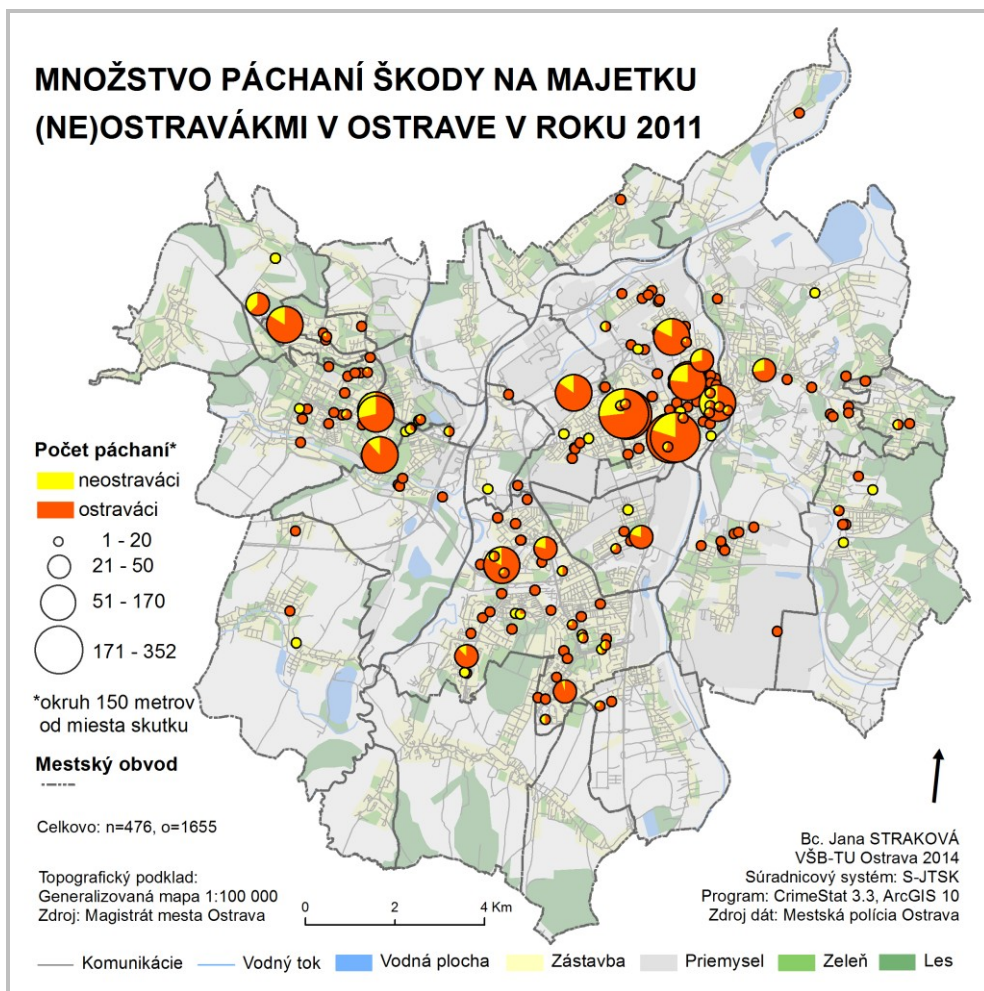 MNOŽSTVO PÁCHANÍ ŠKODY NA MAJETKU
(NE)OSTRAVÁKMI V OSTRAVE V ROKU 2011
Počet páchaní*
neostraváci
ostraváci
1 - 20
21 - 50
51 - 170
171 - 352
*okruh 150 metrov
od miesta skutku
Mestský obvod
Celkovo: n=476, o=1655
Topografický podklad:
Generalizovaná mapa 1:100 000
Zdroj: Magistrát mesta Ostrava
0 2 4 Km
Bc. Jana STRAKOVÁ
VŠB-TU Ostrava 2014
Súradnicový systém: S-JTSK
Program: CrimeStat 3.3, ArcGIS 10
Zdroj dát: Mestská polícia Ostrava
Komunikácie Vodný tok Vodná plocha Zástavba Priemysel Zeleň Les